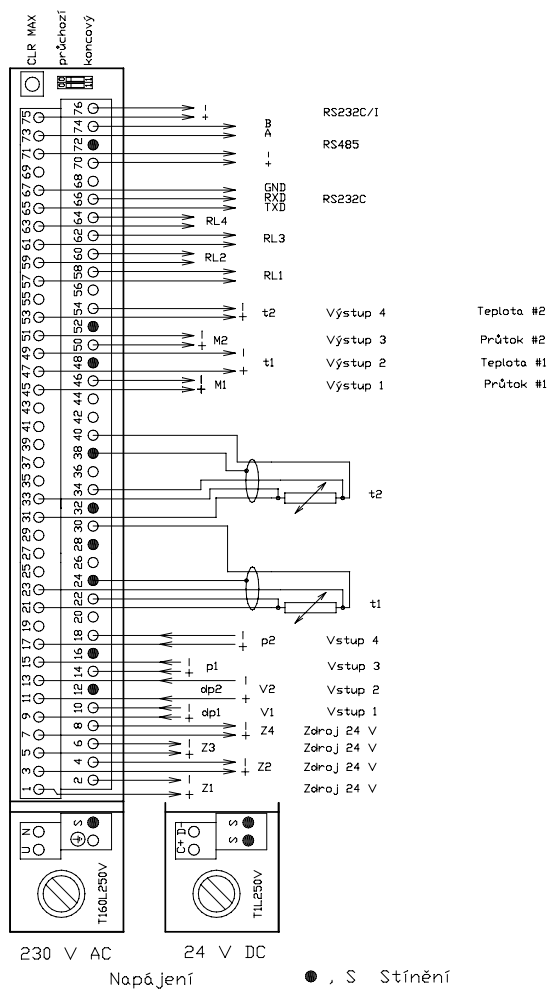 CLR MAX
průchozí
koncový
75 76
73 74
71 72
69 70
67 68
65 66
63 64
61 62
59 60
57 58
55 56
53 54
51 52
49 50
47 48
45 46
43 44
41 42
39 40
37 38
35 36
33 34
31 32
29 30
27 28
25 26
23 24
21 22
19 20
17 18
15 16
13 14
11 12
9 10
7 8
5 6
3 4
1 2
- + RS232C/I
B
A
RS485
- +
GND
RXD RS232C
TXD
RL4
RL3
RL2
RL1
- + t2 Výstup 4 Teplota #2
- + M2 Výstup 3 Průtok #2
- + t1 Výstup 2 Teplota #1
- + M1 Výstup 1 Průtok #1
t2
t1
- + p2 Vstup 4
- + p1 Vstup 3
- + dp2 V2 Vstup 2
- + dp1 V1 Vstup 1
- + Z4 Zdroj 24 V
- + Z3 Zdroj 24 V
- + Z2 Zdroj 24 V
- + Z1 Zdroj 24 V
U N S
T160L250V
C+ D- S S
T1L250V
230 V AC
24 V DC
Napájení
, S Stínění